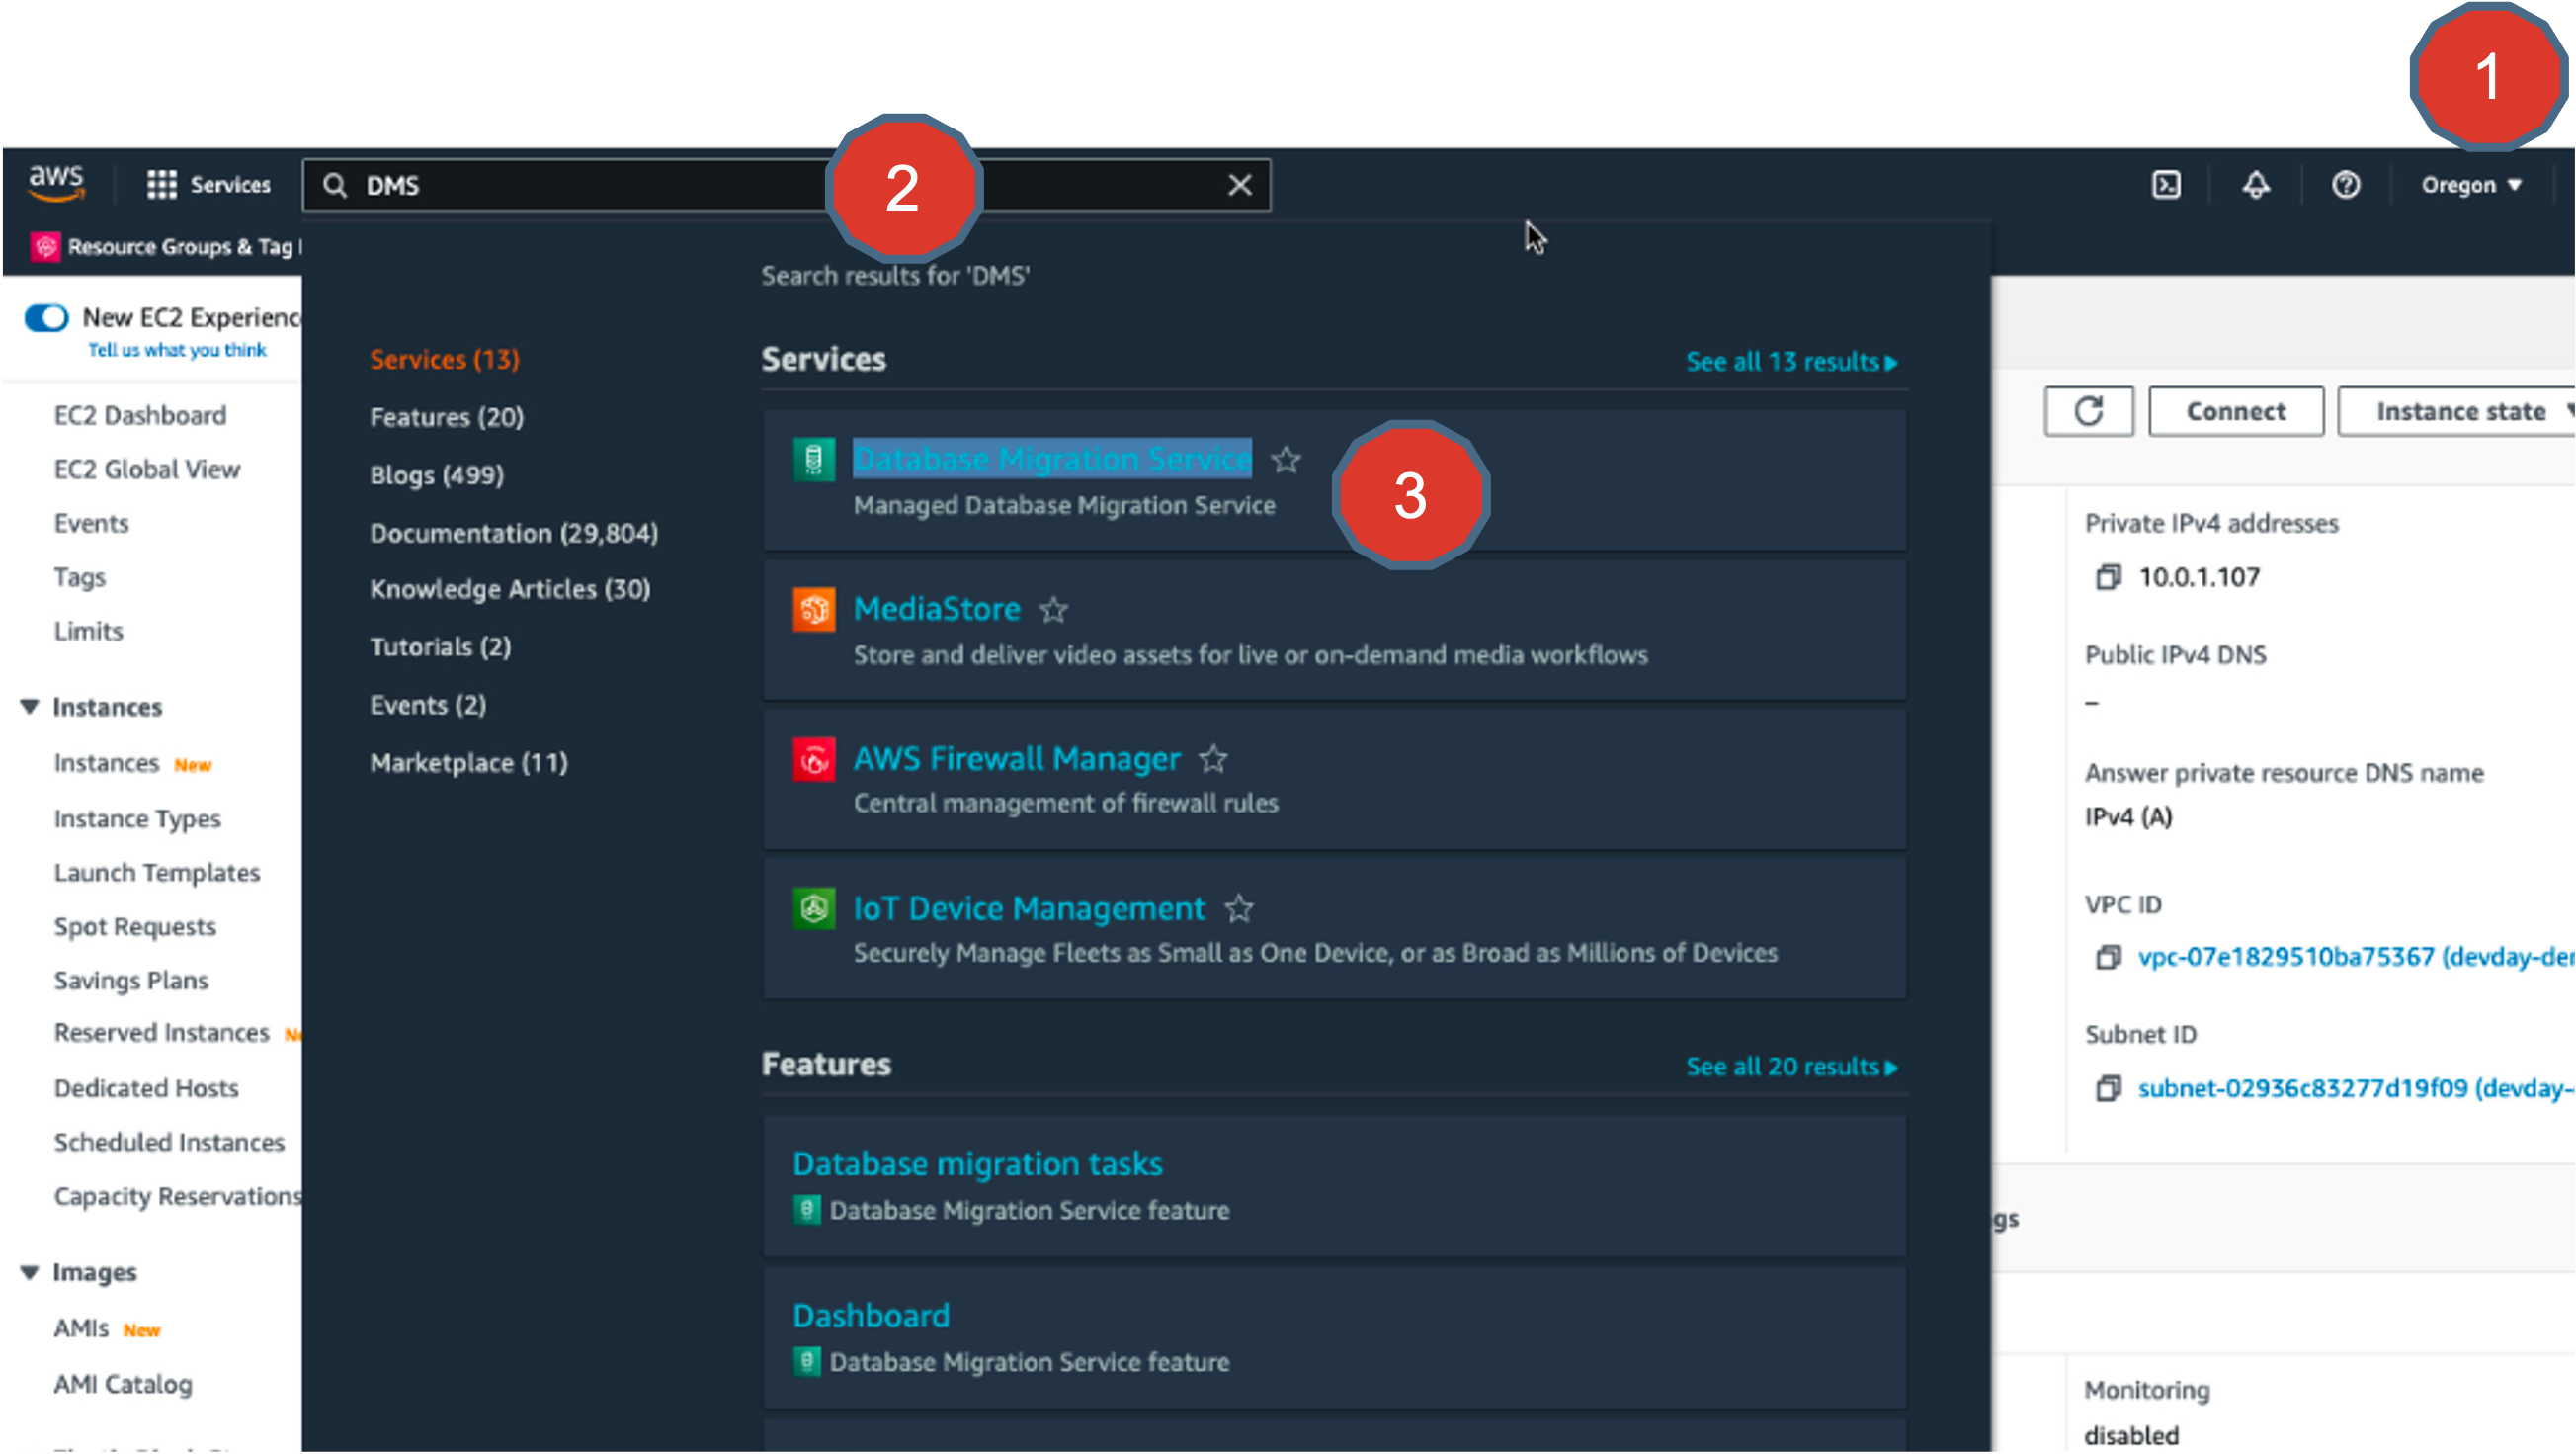 1
aws
Services
DMS
2
Oregon
Resource Groups & Tag
Search results for 'DMS'
New EC2 Experienc
Tell us what you think
EC2 Dashboard
EC2 Global View
Events
Tags
Limits
Instances
Instances New
Instance Types
Launch Templates
Spot Requests
Savings Plans
Reserved Instances Ne
Dedicated Hosts
Scheduled Instances
Capacity Reservations
Images
AMIs New
AMI Catalog
Services (13)
Features (20)
Blogs (499)
Documentation (29,804)
Knowledge Articles (30)
Tutorials (2)
Events (2)
Marketplace (11)
Services
See all 13 results
Database Migration Service
Managed Database Migration Service
3
MediaStore
Store and deliver video assets for live or on-demand media workflows
AWS Firewall Manager
Central management of firewall rules
IoT Device Management
Securely Manage Fleets as Small as One Device, or as Broad as Millions of Devices
Features
See all 20 results
Database migration tasks
Database Migration Service feature
Dashboard
Database Migration Service feature
Connect
Instance state
Private IPv4 addresses
10.0.1.107
Public IPv4 DNS
–
Answer private resource DNS name
IPv4 (A)
VPC ID
vpc-07e1829510ba75367 (devday-der
Subnet ID
subnet-02936c83277d19f09 (devday-
gs
Monitoring
disabled